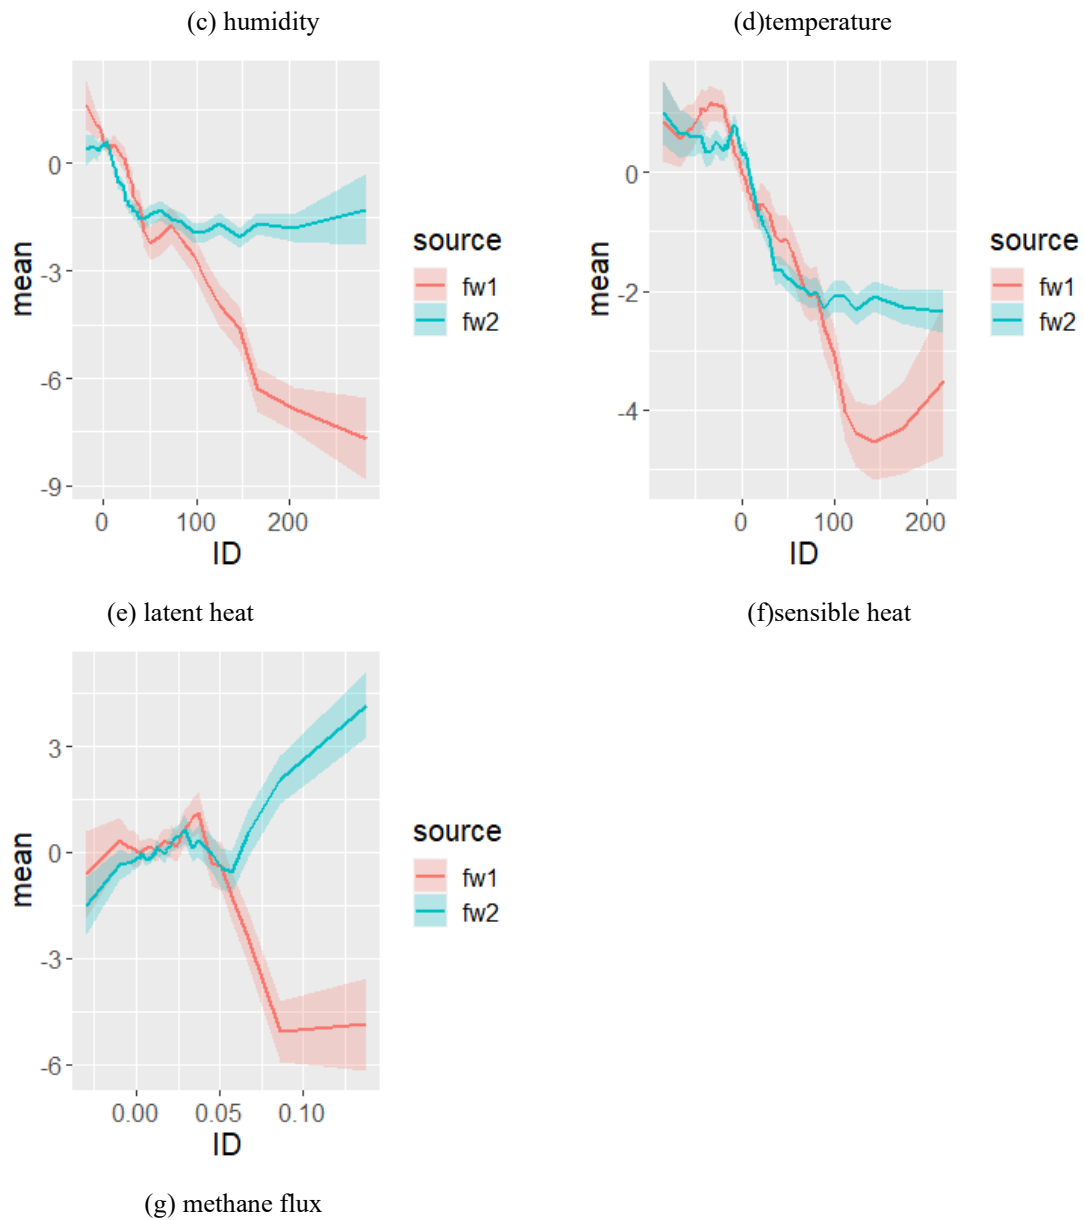 (c) humidity
(d)temperature
mean
0
-3
-6
-9
0 100 200
ID
source
fw1
fw2
mean
0
-2
-4
0 100 200
ID
source
fw1
fw2
(e) latent heat
(f)sensible heat
mean
3
0
-3
-6
0.00 0.05 0.10
ID
source
fw1
fw2
(g) methane flux